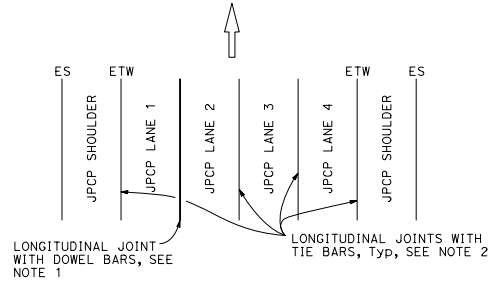 ES
ETW
ETW
ES
JPCP SHOULDER
JPCP LANE 1
JPCP LANE 2
JPCP LANE 3
JPCP LANE 4
JPCP SHOULDER
LONGITUDINAL JOINT
WITH DOWEL BARS, SEE
NOTE 1
LONGITUDINAL JOINTS WITH
TIE BARS, Typ, SEE NOTE 2